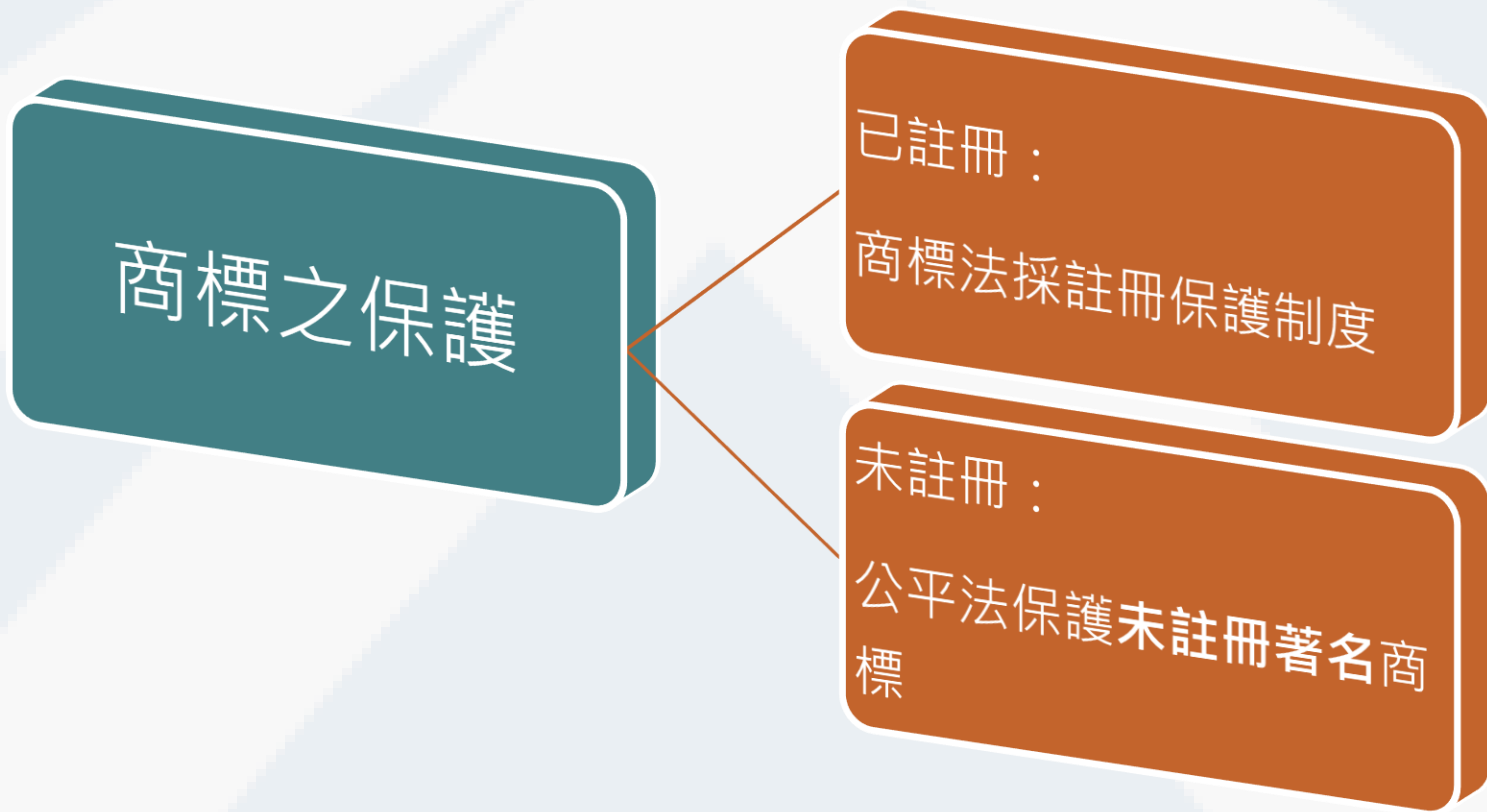 商標之保護
已註冊：
商標法採註冊保護制度
未註冊：
公平法保護未註冊著名商
標